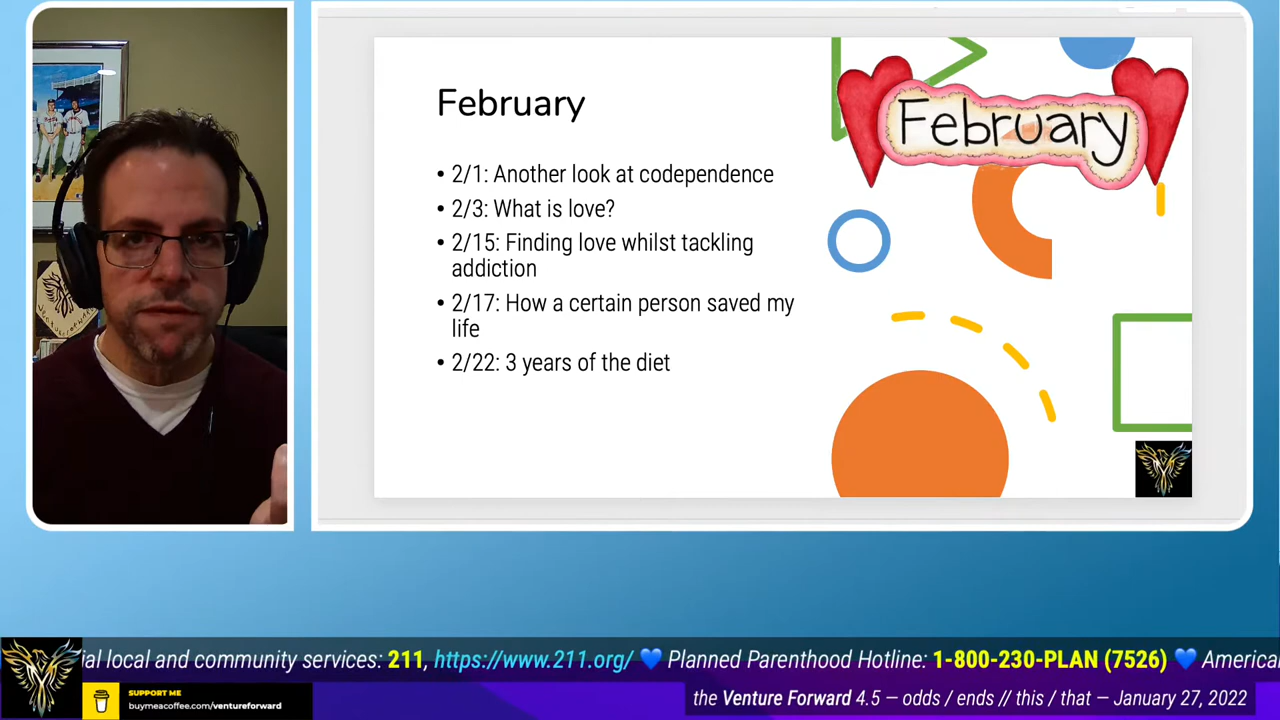 February
• 2/1: Another look at codependence
• 2/3: What is love?
• 2/15: Finding love whilst tackling
addiction
• 2/17: How a certain person saved my
life
• 2/22: 3 years of the diet
February
ial local and community services: 211, https://www.211.org/ 💙 Planned Parenthood Hotline: 1-800-230-PLAN (7526) 💙 American
SUPPORT ME
buymeacoffee.com/ventureforward
the Venture Forward 4.5 — odds / ends // this / that — January 27, 2022